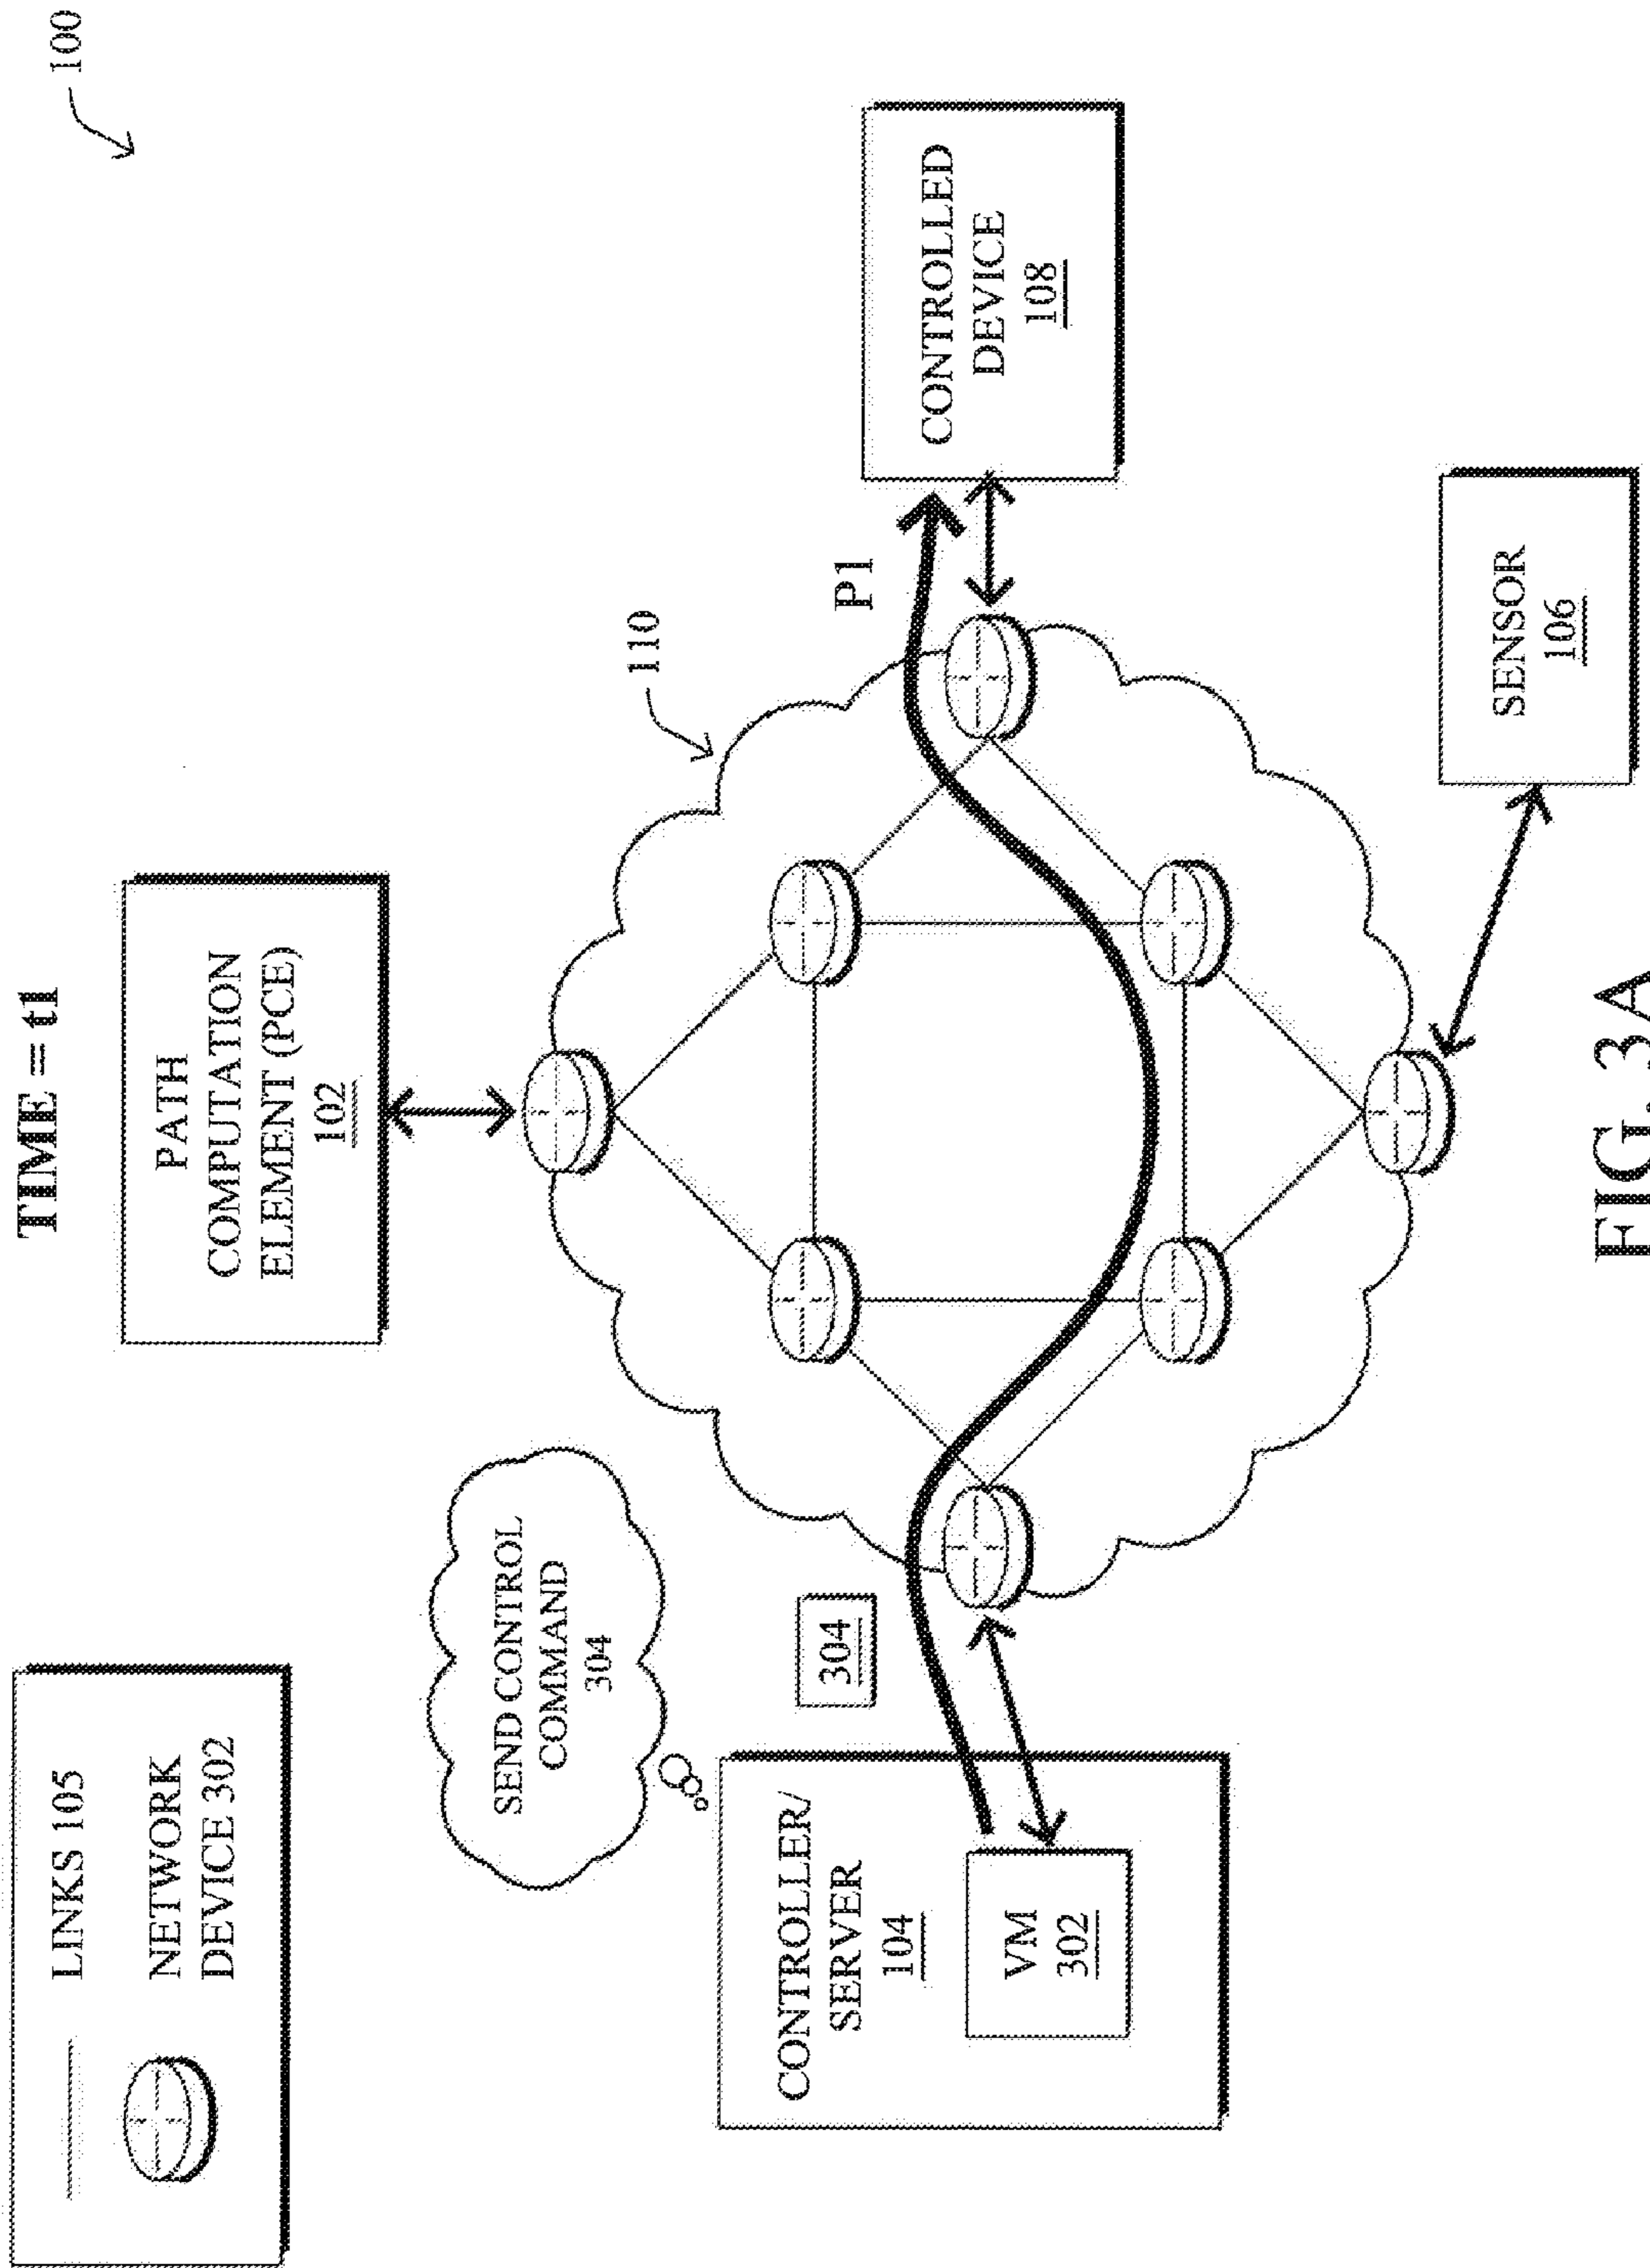 100
TIME = t1
LINKS 105
NETWORK
DEVICE 302
PATH
COMPUTATION
ELEMENT (PCE)
102
SEND CONTROL
COMMAND
304
110
304
P1
CONTROLLER/
SERVER
104
VM
302
CONTROLLED
DEVICE
108
SENSOR
106
FIG. 3A